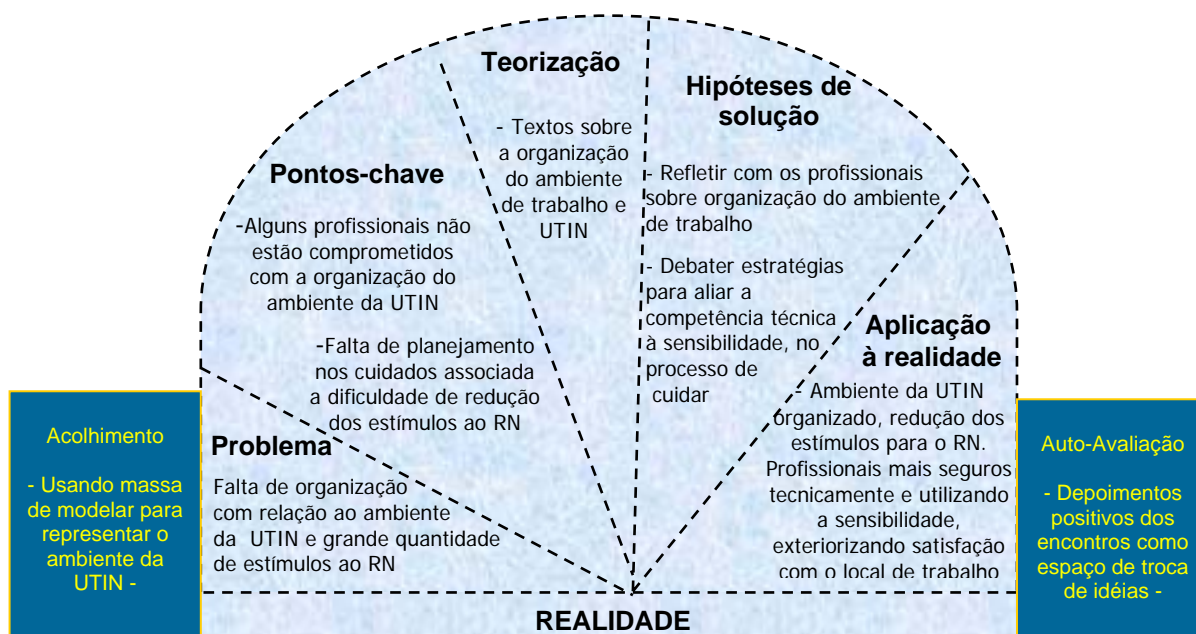 Acolhimento
- Usando massa
de modelar para
representar o
ambiente da
UTIN -
Problema
Falta de organização
com relação ao ambiente
da UTIN e grande quantidade
de estímulos ao RN
Pontos-chave
-Alguns profissionais não
estão comprometidos
com a organização do
ambiente da UTIN
-Falta de planejamento
nos cuidados associada
a dificuldade de redução
dos estímulos ao RN
Teorização
- Textos sobre
a organização
do ambiente
de trabalho e
UTIN
Hipóteses de
solução
- Refletir com os profissionais
sobre organização do ambiente
de trabalho
- Debater estratégias
para aliar a
competência técnica
à sensibilidade, no
processo de
cuidar
Aplicação
à realidade
- Ambiente da UTIN
organizado, redução dos
estímulos para o RN.
Profissionais mais seguros
tecnicamente e utilizando
a sensibilidade,
exteriorizando satisfação
com o local de trabalho
Auto-Avaliação
- Depoimentos
positivos dos
encontros como
espaço de troca
de idéias -
REALIDADE